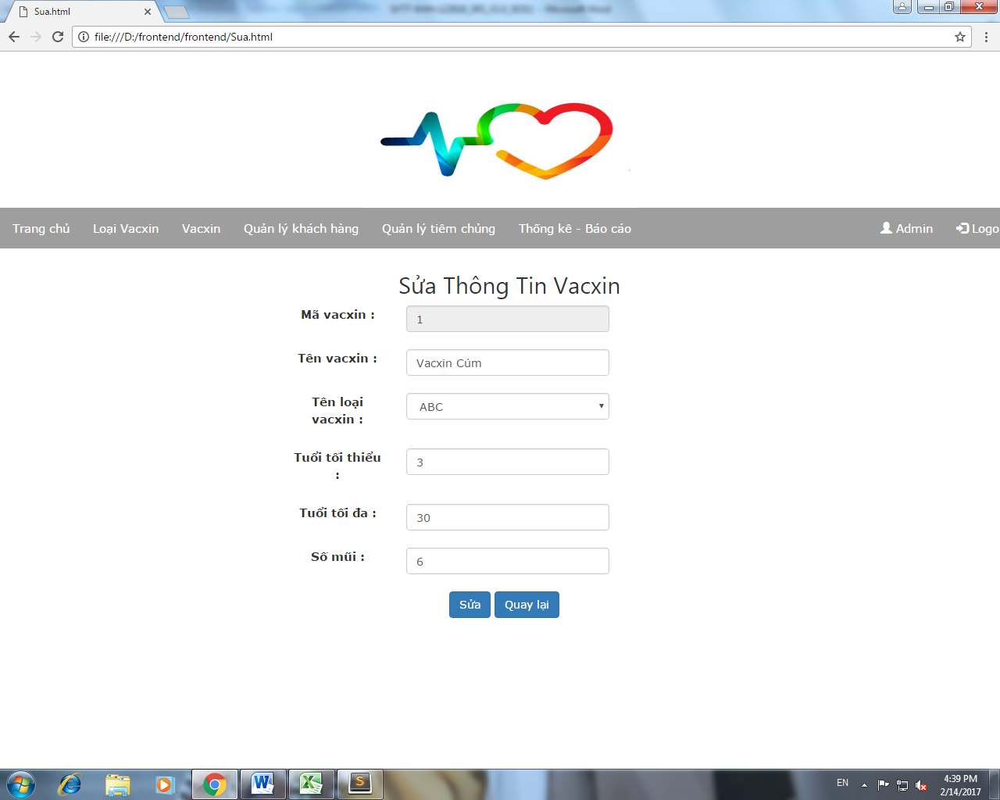 Sua.html
file:///D:/frontend/frontend/Sua.html
Trang chủ Loại Vacxin Vacxin Quản lý khách hàng Quản lý tiêm chủng Thống kê - Báo cáo Admin Logo
Sửa Thông Tin Vacxin
Mã vacxin : 1
Tên vacxin : Vacxin Cúm
Tên loại
vacxin : ABC
Tuổi tối thiểu
: 3
Tuổi tối đa : 30
Số mũi : 6
Sửa Quay lại
EN 4:39 PM
2/14/2017